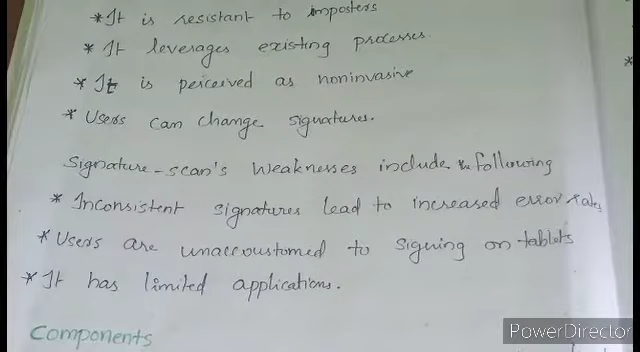 * It is resistant to imposters
* It leverages existing processes.
* It is perceived as noninvasive
* Users can change signatures.
Signature-scan's weaknesses include the following
* Inconsistent signatures lead to increased error rates
* Users are unaccustomed to signing on tablets
* It has limited applications.
Components
PowerDirector